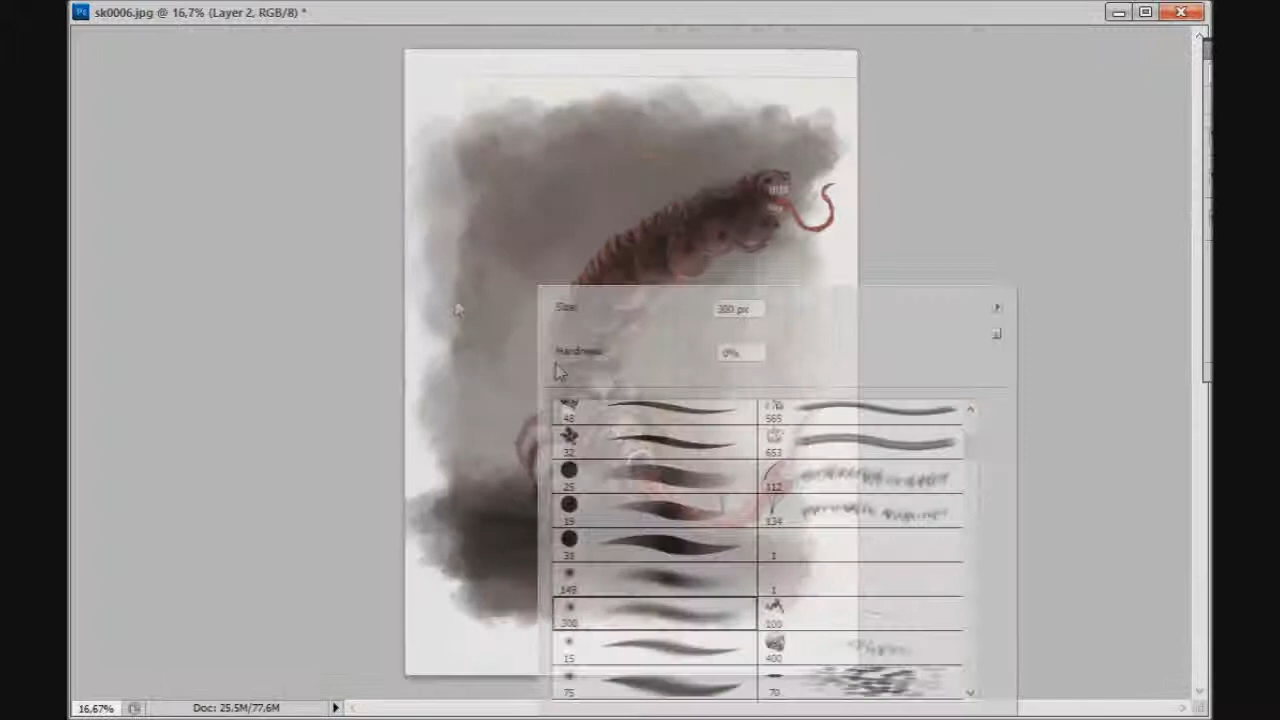 Ps sk0006.jpg @ 16,7% (Layer 2, RGB/8) *
Size: 300 px
Hardness: 0%
48 565
32 653
25 112
19 134
1
149 1
300 100
15 400
75 70
16,67% Doc: 25.5M/77.6M